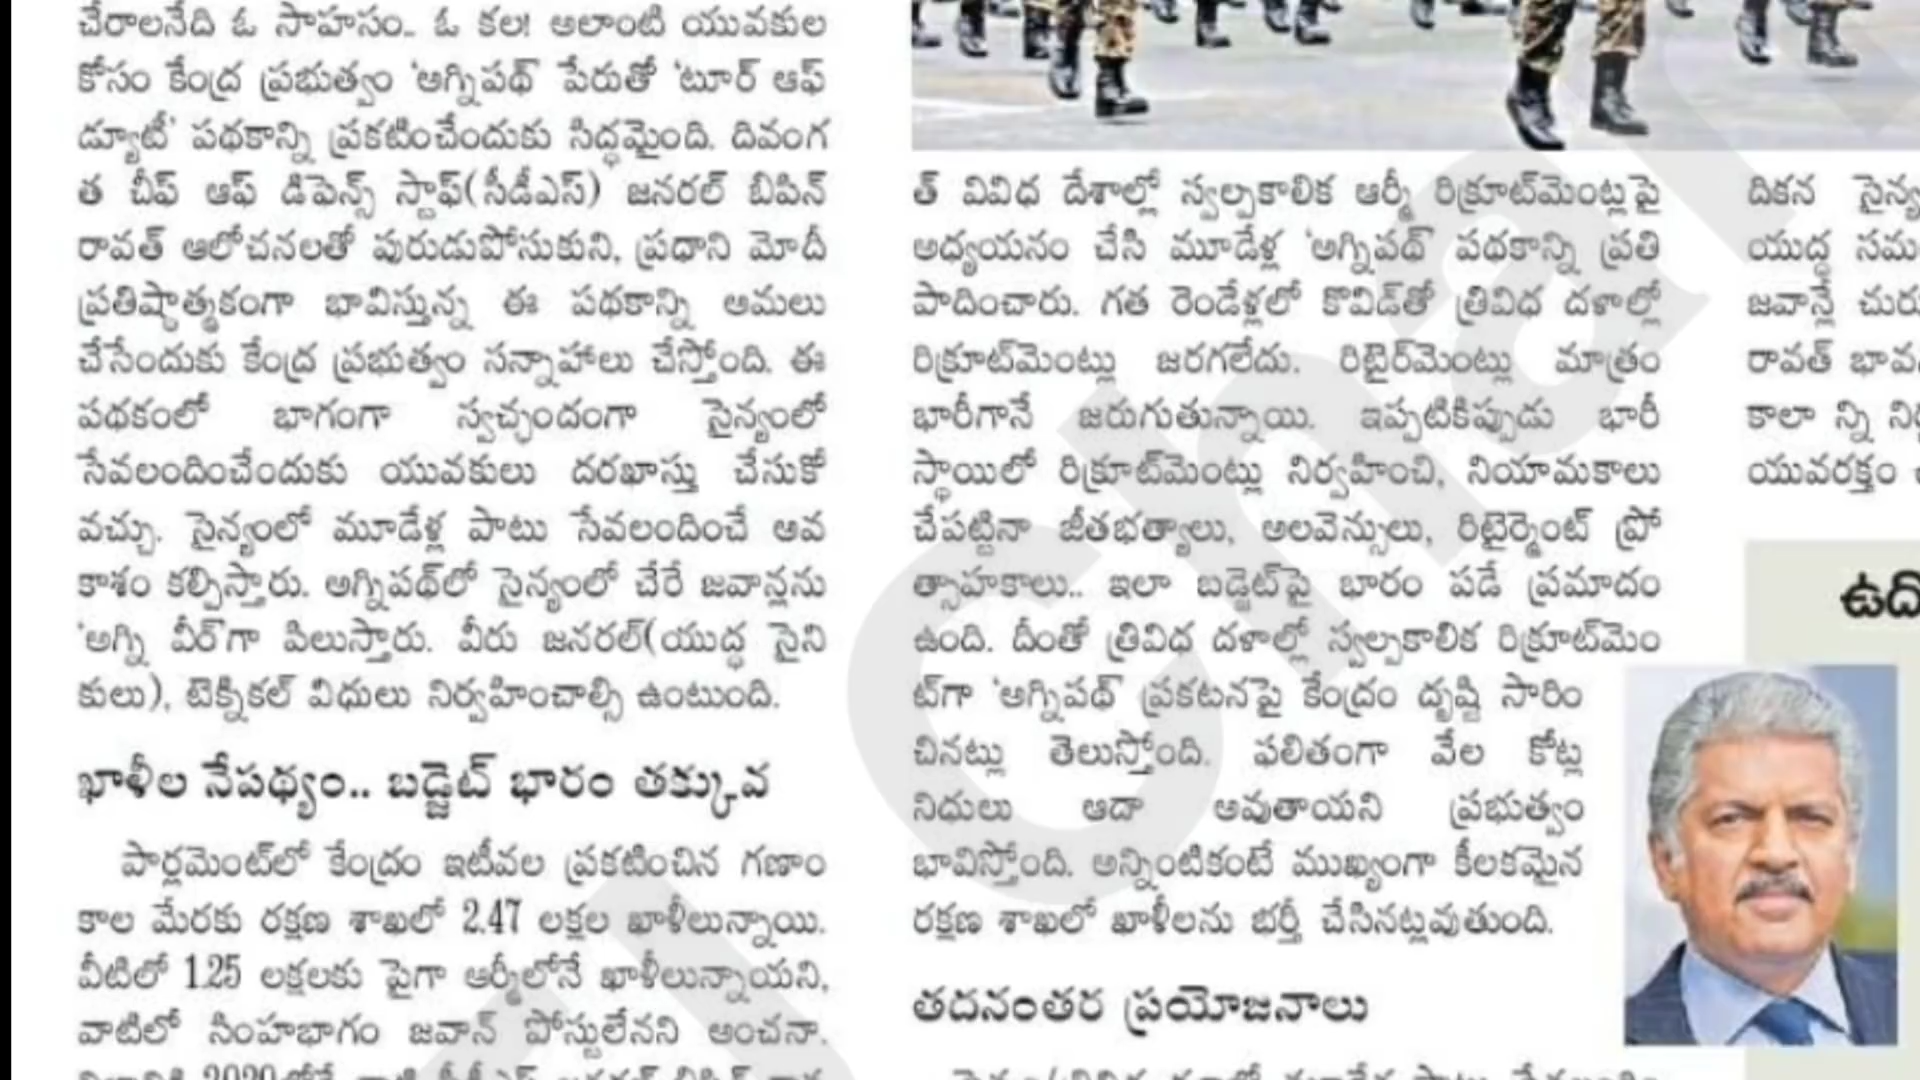 చేరాలనేది ఓ సాహసం.. ఓ కల! అలాంటి యువకుల
కోసం కేంద్ర ప్రభుత్వం ‘అగ్నిపథ్’ పేరుతో ‘టూర్ ఆఫ్
డ్యూటీ’ పథకాన్ని ప్రకటించేందుకు సిద్ధమైంది. దివంగ
త చీఫ్ ఆఫ్ డిఫెన్స్ స్టాఫ్(సీడీఎస్) జనరల్ బిపిన్
రావత్ ఆలోచనలతో పురుడుపోసుకుని, ప్రధాని మోదీ
ప్రతిష్ఠాత్మకంగా భావిస్తున్న ఈ పథకాన్ని అమలు
చేసేందుకు కేంద్ర ప్రభుత్వం సన్నాహాలు చేస్తోంది. ఈ
పథకంలో భాగంగా స్వచ్ఛందంగా సైన్యంలో
సేవలందించేందుకు యువకులు దరఖాస్తు చేసుకో
వచ్చు. సైన్యంలో మూడేళ్ల పాటు సేవలందించే అవ
కాశం కల్పిస్తారు. అగ్నిపథ్‌లో సైన్యంలో చేరే జవాన్లను
‘అగ్ని వీర్’గా పిలుస్తారు. వీరు జనరల్(యుద్ధ సైని
కులు), టెక్నికల్ విధులు నిర్వహించాల్సి ఉంటుంది.
ఖాళీల నేపథ్యం.. బడ్జెట్ భారం తక్కువ
పార్లమెంట్‌లో కేంద్రం ఇటీవల ప్రకటించిన గణాం
కాల మేరకు రక్షణ శాఖలో 2.47 లక్షల ఖాళీలున్నాయి.
వీటిలో 1.25 లక్షలకు పైగా ఆర్మీలోనే ఖాళీలున్నాయని,
వాటిలో సింహభాగం జవాన్ పోస్టులేనని అంచనా.
త్ వివిధ దేశాల్లో స్వల్పకాలిక ఆర్మీ రిక్రూట్‌మెంట్లపై
అధ్యయనం చేసి మూడేళ్ల ‘అగ్నిపథ్’ పథకాన్ని ప్రతి
పాదించారు. గత రెండేళ్లలో కొవిడ్‌తో త్రివిధ దళాల్లో
రిక్రూట్‌మెంట్లు జరగలేదు. రిటైర్‌మెంట్లు మాత్రం
భారీగానే జరుగుతున్నాయి. ఇప్పటికిప్పుడు భారీ
స్థాయిలో రిక్రూట్‌మెంట్లు నిర్వహించి, నియామకాలు
చేపట్టినా జీతభత్యాలు, అలవెన్సులు, రిటైర్మెంట్ ప్రో
త్సాహకాలు.. ఇలా బడ్జెట్‌పై భారం పడే ప్రమాదం
ఉంది. దీంతో త్రివిధ దళాల్లో స్వల్పకాలిక రిక్రూట్‌మెం
ట్‌గా ‘అగ్నిపథ్’ ప్రకటనపై కేంద్రం దృష్టి సారిం
చినట్లు తెలుస్తోంది. ఫలితంగా వేల కోట్ల
నిధులు ఆదా అవుతాయని ప్రభుత్వం
భావిస్తోంది. అన్నింటికంటే ముఖ్యంగా కీలకమైన
రక్షణ శాఖలో ఖాళీలను భర్తీ చేసినట్లవుతుంది.
తదనంతర ప్రయోజనాలు
దికన
యుద్ధ
జవాన్లే
రావత్
కాలా న్ని
యువరక్తం